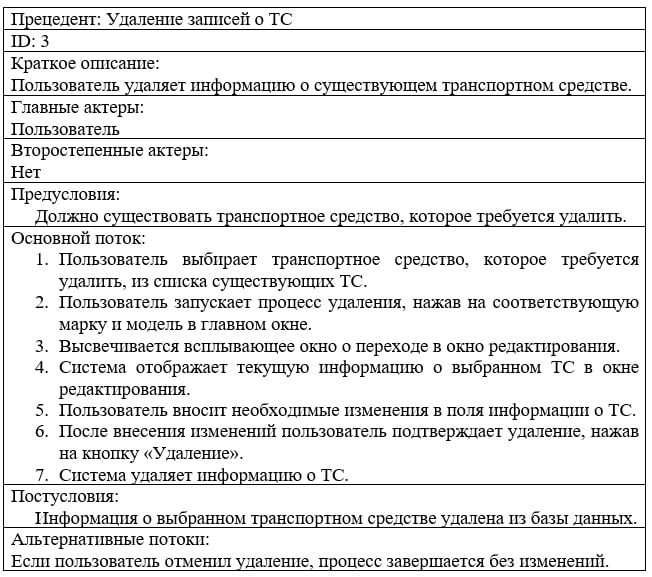 Прецедент: Удаление записей о ТС
ID: 3
Краткое описание:
Пользователь удаляет информацию о существующем транспортном средстве.
Главные актеры:
Пользователь
Второстепенные актеры:
Нет
Предусловия:
Должно существовать транспортное средство, которое требуется удалить.
Основной поток:
1. Пользователь выбирает транспортное средство, которое требуется
удалить, из списка существующих ТС.
2. Пользователь запускает процесс удаления, нажав на соответствующую
марку и модель в главном окне.
3. Высвечивается всплывающее окно о переходе в окно редактирования.
4. Система отображает текущую информацию о выбранном ТС в окне
редактирования.
5. Пользователь вносит необходимые изменения в поля информации о ТС.
6. После внесения изменений пользователь подтверждает удаление, нажав
на кнопку «Удаление».
7. Система удаляет информацию о ТС.
Постусловия:
Информация о выбранном транспортном средстве удалена из базы данных.
Альтернативные потоки:
Если пользователь отменил удаление, процесс завершается без изменений.